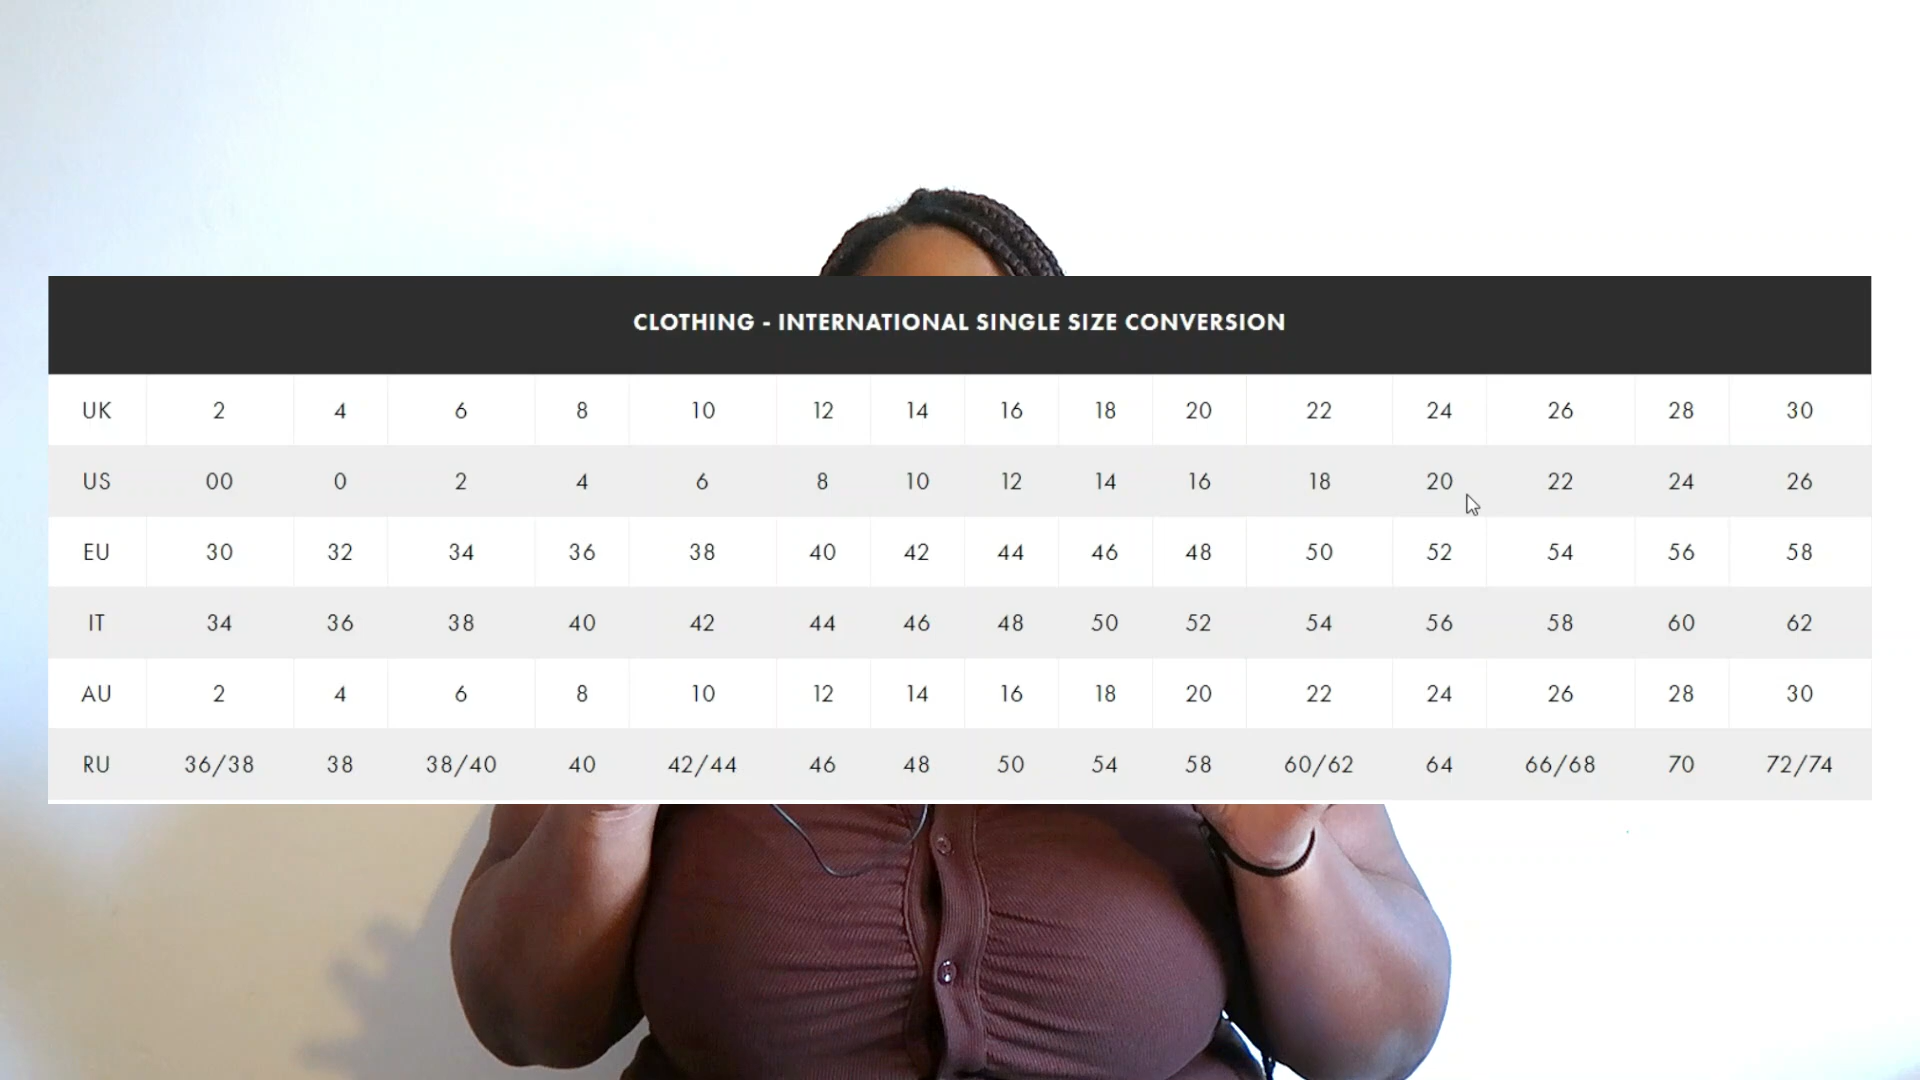 CLOTHING - INTERNATIONAL SINGLE SIZE CONVERSION
UK 2 4 6 8 10 12 14 16 18 20 22 24 26 28 30
US 00 0 2 4 6 8 10 12 14 16 18 20 22 24 26
EU 30 32 34 36 38 40 42 44 46 48 50 52 54 56 58
IT 34 36 38 40 42 44 46 48 50 52 54 56 58 60 62
AU 2 4 6 8 10 12 14 16 18 20 22 24 26 28 30
RU 36/38 38 38/40 40 42/44 46 48 50 54 58 60/62 64 66/68 70 72/74